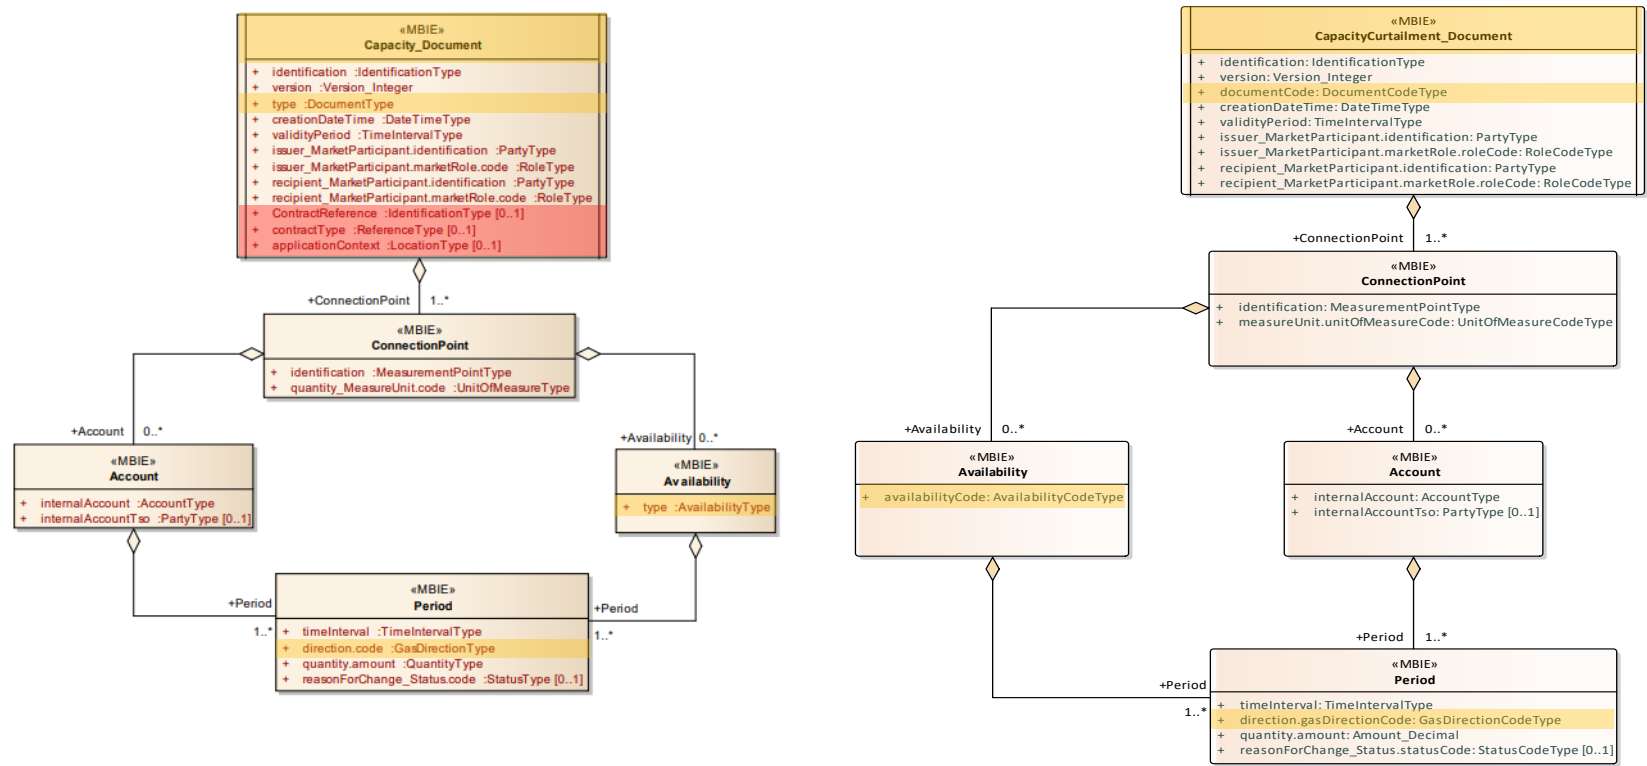 «MBIE»
Capacity_Document
+ identification :IdentificationType
+ version :Version_Integer
+ type :DocumentType
+ creationDateTime :DateTimeType
+ validityPeriod :TimeIntervalType
+ issuer_MarketParticipant.identification :PartyType
+ issuer_MarketParticipant.marketRole.code :RoleType
+ recipient_MarketParticipant.identification :PartyType
+ recipient_MarketParticipant.marketRole.code :RoleType
+ ContractReference :IdentificationType [0..1]
+ contractType :ReferenceType [0..1]
+ applicationContext :LocationType [0..1]
+ConnectionPoint 1..*
«MBIE»
ConnectionPoint
+ identification :MeasurementPointType
+ quantity_MeasureUnit.code :UnitOfMeasureType
+Account 0..*
«MBIE»
Account
+ internalAccount :AccountType
+ internalAccountTso :PartyType [0..1]
+Availability 0..*
«MBIE»
Availability
+ type :AvailabilityType
+Period
1..*
+Period
1..*
«MBIE»
Period
+ timeInterval :TimeIntervalType
+ direction.code :GasDirectionType
+ quantity.amount :QuantityType
+ reasonForChange_Status.code :StatusType [0..1]
«MBIE»
CapacityCurtailment_Document
+ identification: IdentificationType
+ version: Version_Integer
+ documentCode: DocumentCodeType
+ creationDateTime: DateTimeType
+ validityPeriod: TimeIntervalType
+ issuer_MarketParticipant.identification: PartyType
+ issuer_MarketParticipant.marketRole.roleCode: RoleCodeType
+ recipient_MarketParticipant.identification: PartyType
+ recipient_MarketParticipant.marketRole.roleCode: RoleCodeType
+ConnectionPoint 1..*
«MBIE»
ConnectionPoint
+ identification: MeasurementPointType
+ measureUnit.unitOfMeasureCode: UnitOfMeasureCodeType
+Availability 0..*
«MBIE»
Availability
+ availabilityCode: AvailabilityCodeType
+Account 0..*
«MBIE»
Account
+ internalAccount: AccountType
+ internalAccountTso: PartyType [0..1]
+Period 1..*
+Period
1..*
«MBIE»
Period
+ timeInterval: TimeIntervalType
+ direction.gasDirectionCode: GasDirectionCodeType
+ quantity.amount: Amount_Decimal
+ reasonForChange_Status.statusCode: StatusCodeType [0..1]